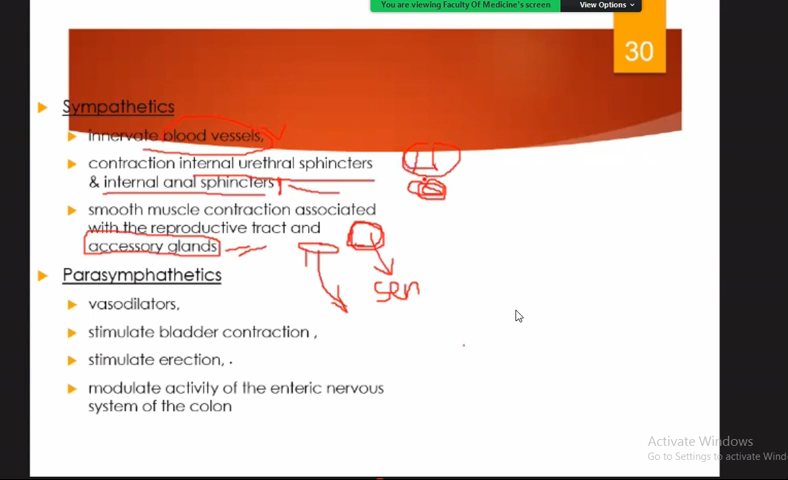 You are viewing Faculty Of Medicine's screen
View Options
30
Sympathetics
innervate blood vessels,
contraction internal urethral sphincters
& internal anal sphincters
smooth muscle contraction associated
with the reproductive tract and
accessory glands
sen
Parasymphathetics
vasodilators,
stimulate bladder contraction ,
stimulate erection, .
modulate activity of the enteric nervous
system of the colon
Activate Windows
Go to Settings to activate Wind